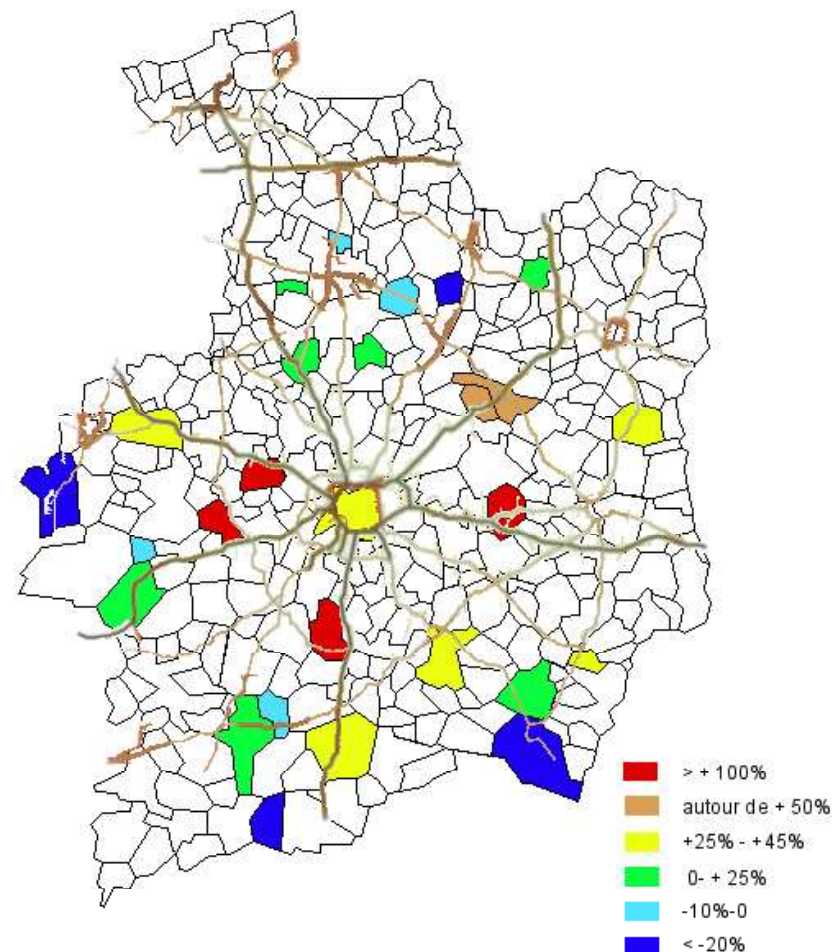 > + 100%
autour de + 50%
+25% - +45%
0- + 25%
-10%-0
< -20%